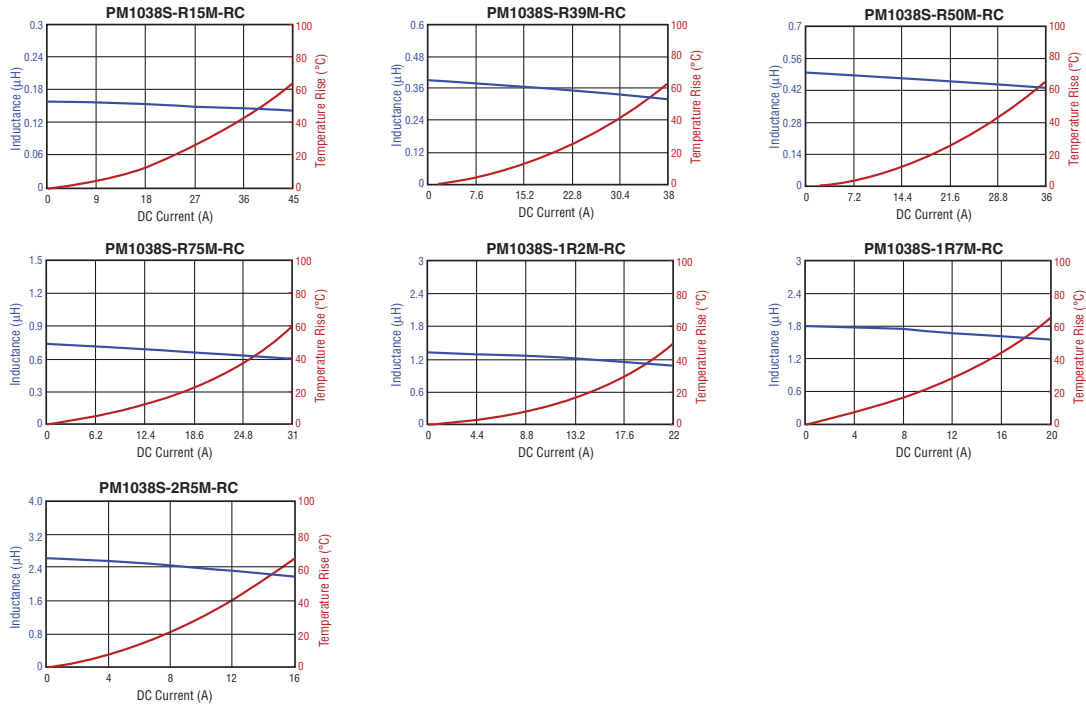 PM1038S-R15M-RC
0.3
0.24
0.18
0.12
0.06
0
Inductance (µH)
100
80
60
40
20
0
Temperature Rise (°C)
0 9 18 27 36 45
DC Current (A)
PM1038S-R39M-RC
0.6
0.48
0.36
0.24
0.12
0
Inductance (µH)
100
80
60
40
20
0
Temperature Rise (°C)
0 7.6 15.2 22.8 30.4 38
DC Current (A)
PM1038S-R50M-RC
0.7
0.56
0.42
0.28
0.14
0
Inductance (µH)
100
80
60
40
20
0
Temperature Rise (°C)
0 7.2 14.4 21.6 28.8 36
DC Current (A)
PM1038S-R75M-RC
1.5
1.2
0.9
0.6
0.3
0
Inductance (µH)
100
80
60
40
20
0
Temperature Rise (°C)
0 6.2 12.4 18.6 24.8 31
DC Current (A)
PM1038S-1R2M-RC
3
2.4
1.8
1.2
0.6
0
Inductance (µH)
100
80
60
40
20
0
Temperature Rise (°C)
0 4.4 8.8 13.2 17.6 22
DC Current (A)
PM1038S-1R7M-RC
3
2.4
1.8
1.2
0.6
0
Inductance (µH)
100
80
60
40
20
0
Temperature Rise (°C)
0 4 8 12 16 20
DC Current (A)
PM1038S-2R5M-RC
4.0
3.2
2.4
1.6
0.8
0
Inductance (µH)
100
80
60
40
20
0
Temperature Rise (°C)
0 4 8 12 16
DC Current (A)